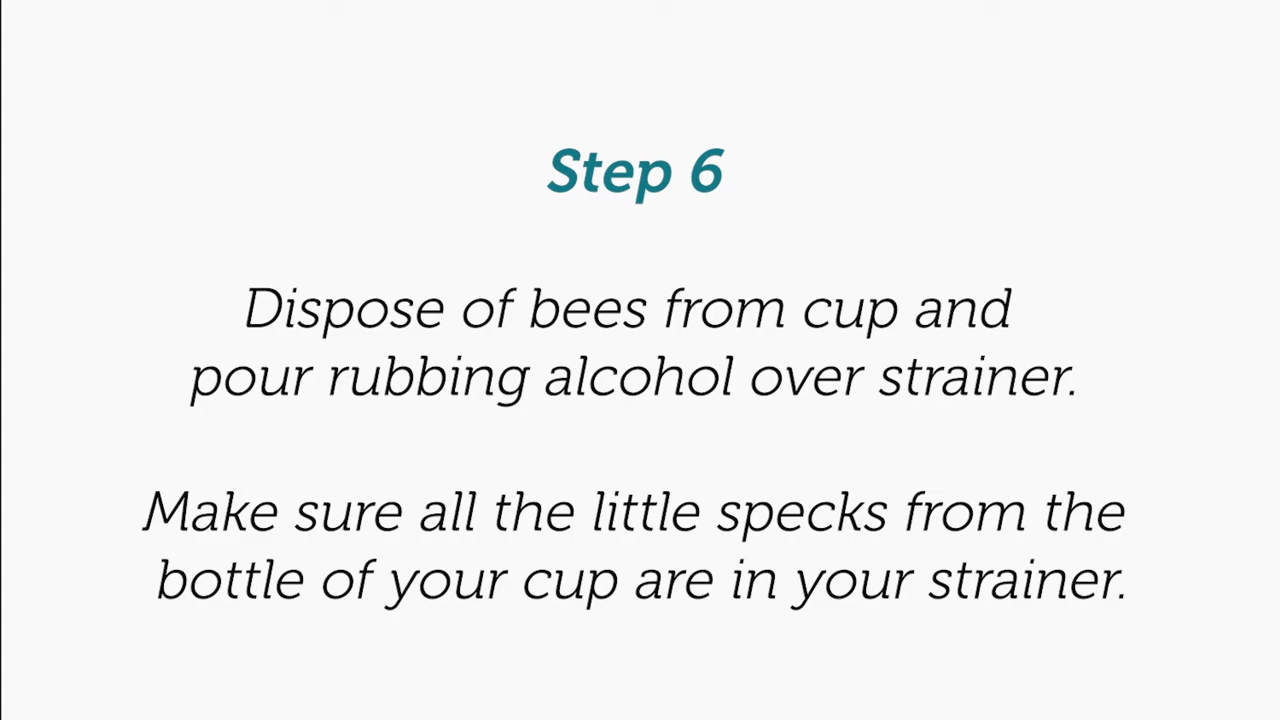 Step 6
Dispose of bees from cup and
pour rubbing alcohol over strainer.
Make sure all the little specks from the
bottle of your cup are in your strainer.